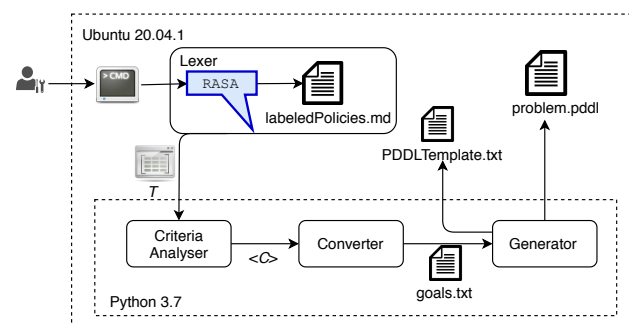 Ubuntu 20.04.1
Lexer
> CMD
RASA
labeledPolicies.md
problem.pddl
PDDLTemplate.txt
T
Criteria
Analyser
<C>
Converter
goals.txt
Generator
Python 3.7